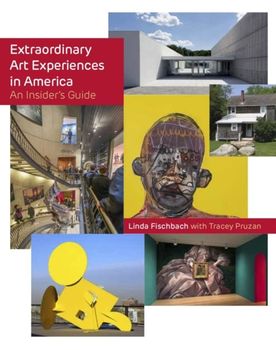 Extraordinary
Art Experiences
in America
An Insider's Guide
Linda Fischbach with Tracey Pruzan